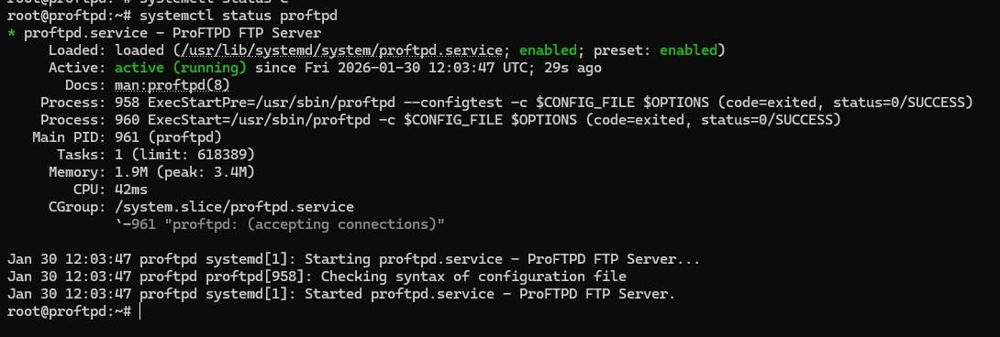 root@proftpd:~# systemctl status proftpd
* proftpd.service - ProFTPD FTP Server
Loaded: loaded (/usr/lib/systemd/system/proftpd.service; enabled; preset: enabled)
Active: active (running) since Fri 2026-01-30 12:03:47 UTC; 29s ago
Docs: man:proftpd(8)
Process: 958 ExecStartPre=/usr/sbin/proftpd --configtest -c $CONFIG_FILE $OPTIONS (code=exited, status=0/SUCCESS)
Process: 960 ExecStart=/usr/sbin/proftpd -c $CONFIG_FILE $OPTIONS (code=exited, status=0/SUCCESS)
Main PID: 961 (proftpd)
Tasks: 1 (limit: 618389)
Memory: 1.9M (peak: 3.4M)
CPU: 42ms
CGroup: /system.slice/proftpd.service
`-961 "proftpd: (accepting connections)"
Jan 30 12:03:47 proftpd systemd[1]: Starting proftpd.service - ProFTPD FTP Server...
Jan 30 12:03:47 proftpd proftpd[958]: Checking syntax of configuration file
Jan 30 12:03:47 proftpd systemd[1]: Started proftpd.service - ProFTPD FTP Server.
root@proftpd:~#